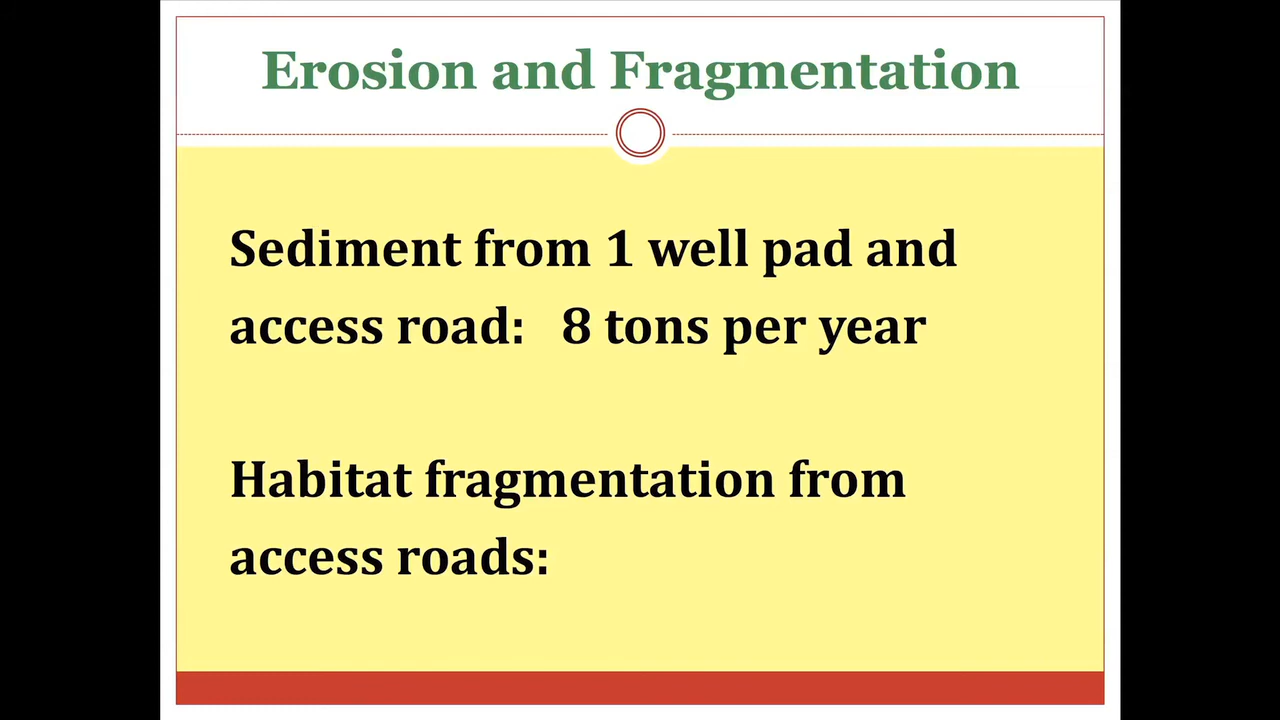 Erosion and Fragmentation
Sediment from 1 well pad and
access road: 8 tons per year
Habitat fragmentation from
access roads: